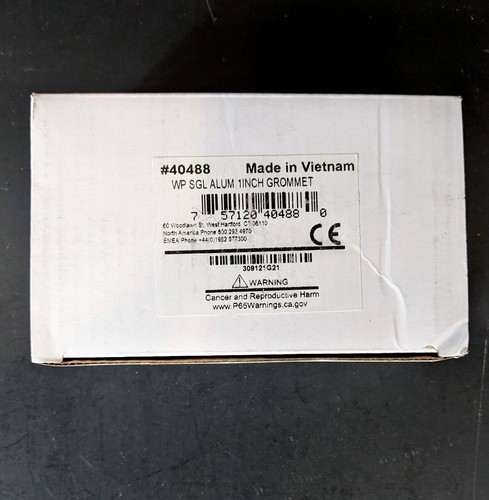 #40488 Made in Vietnam
WP SGL ALUM 1INCH GROMMET
7 57120 40488 0
60 Woodlawn St, West Hartford, CT 06110
North America Phone 800 293 4970
EMEA Phone +44(0)1952 677300
CE
309121G21
WARNING
Cancer and Reproductive Harm
www.P65Warnings.ca.gov